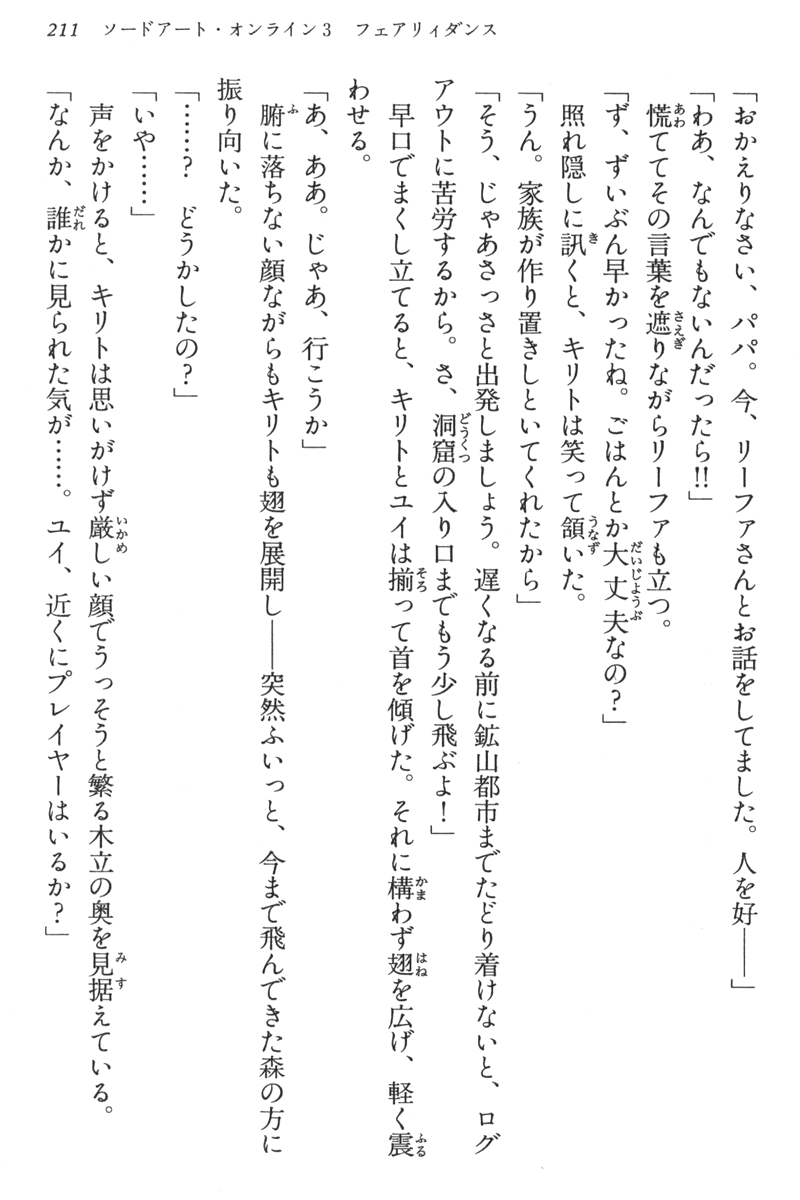 211 ソードアート・オンライン3 フェアリィダンス
「おかえりなさい、パパ。今、リーファさんとお話をしてました。人を好――」
「わあ、なんでもないんだったら!!」
慌ててその言葉を遮りながらリーファも立つ。
「ず、ずいぶん早かったね。ごはんとか大丈夫なの?」
照れ隠しに訊くと、キリトは笑って頷いた。
「うん。家族が作り置きしといてくれたから」
「そう、じゃあさっさと出発しましょう。遅くなる前に鉱山都市までたどり着けないと、ログ
アウトに苦労するから。さ、洞窟の入り口までもう少し飛ぶよ!」
早口でまくし立てると、キリトとユイは揃って首を傾げた。それに構わず翅を広げ、軽く震
わせる。
「あ、ああ。じゃあ、行こうか」
腑に落ちない顔ながらもキリトも翅を展開し――突然ふいっと、今まで飛んできた森の方に
振り向いた。
「……? どうかしたの?」
「いや……」
声をかけると、キリトは思いがけず厳しい顔でうっそうと繁る木立の奥を見据えている。
「なんか、誰かに見られた気が……。ユイ、近くにプレイヤーはいるか?」